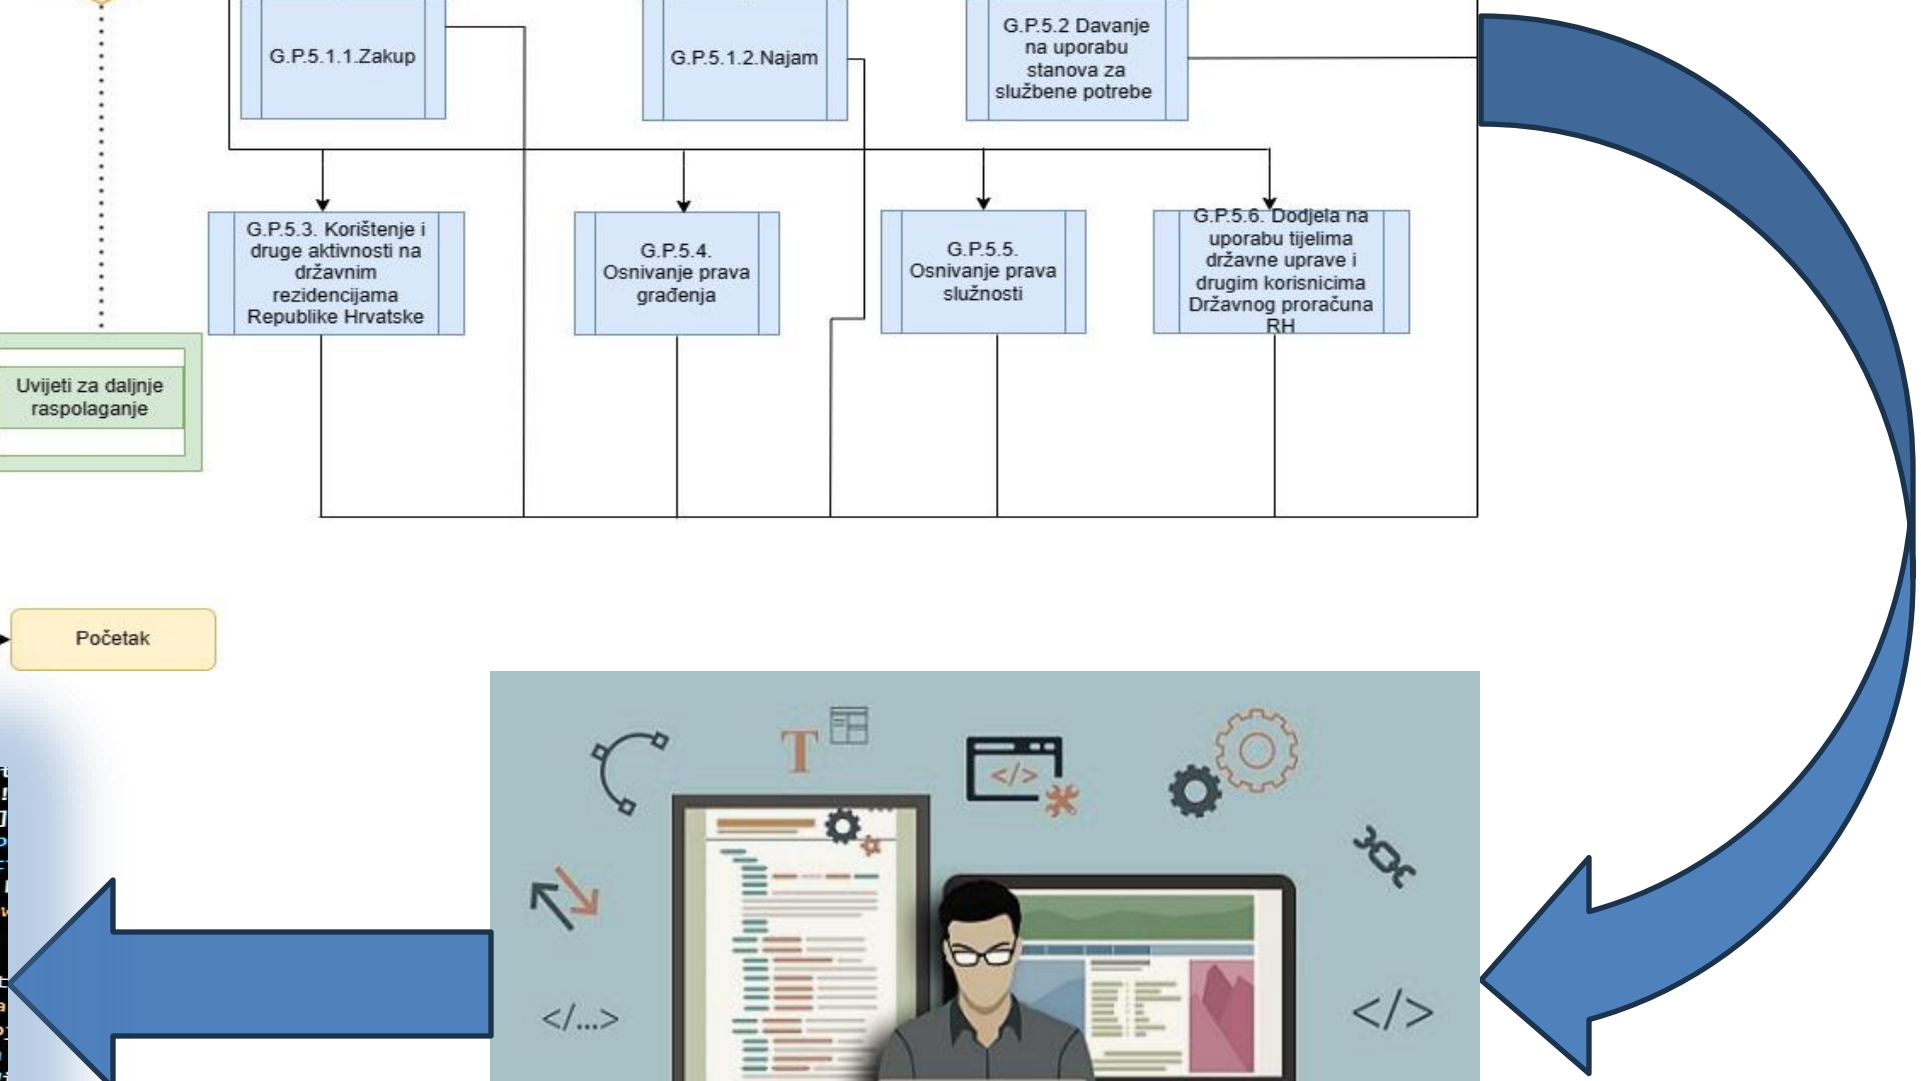 G.P.5.1.1.Zakup
G.P.5.1.2.Najam
G.P.5.2 Davanje
na uporabu
stanova za
službene potrebe
G.P.5.3. Korištenje i
druge aktivnosti na
državnim
rezidencijama
Republike Hrvatske
G.P.5.4.
Osnivanje prava
građenja
G.P.5.5.
Osnivanje prava
služnosti
G.P.5.6. Dodjela na
uporabu tijelima
državne uprave i
drugim korisnicima
Državnog proračuna
RH
Uvijeti za daljnje
raspolaganje
Početak
T
</>
</...>
</>